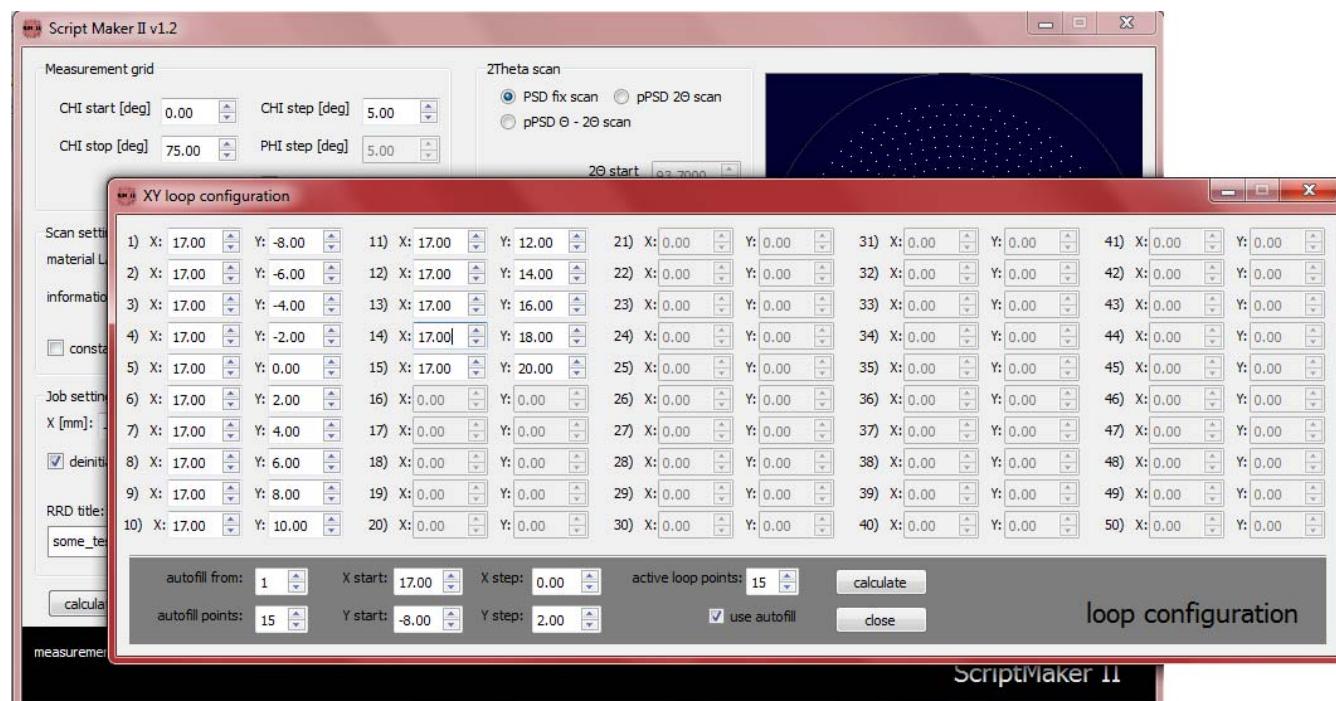 Script Maker II v1.2
Measurement grid
2Theta scan
CHI start [deg] 0.00 CHI step [deg] 5.00
PSD fix scan pPSD 2Θ scan
pPSD Θ - 2Θ scan
CHI stop [deg] 75.00 PHI step [deg] 5.00
2Θ start 93.7000
XY loop configuration
Scan setti
material L
informatio
consta
Job setting
X [mm]:
deiniti
RRD title:
some_te
calcula
measuremen
1) X: 17.00 Y: -8.00 11) X: 17.00 Y: 12.00 21) X: 0.00 Y: 0.00 31) X: 0.00 Y: 0.00 41) X: 0.00 Y: 0.00
2) X: 17.00 Y: -6.00 12) X: 17.00 Y: 14.00 22) X: 0.00 Y: 0.00 32) X: 0.00 Y: 0.00 42) X: 0.00 Y: 0.00
3) X: 17.00 Y: -4.00 13) X: 17.00 Y: 16.00 23) X: 0.00 Y: 0.00 33) X: 0.00 Y: 0.00 43) X: 0.00 Y: 0.00
4) X: 17.00 Y: -2.00 14) X: 17.00 Y: 18.00 24) X: 0.00 Y: 0.00 34) X: 0.00 Y: 0.00 44) X: 0.00 Y: 0.00
5) X: 17.00 Y: 0.00 15) X: 17.00 Y: 20.00 25) X: 0.00 Y: 0.00 35) X: 0.00 Y: 0.00 45) X: 0.00 Y: 0.00
6) X: 17.00 Y: 2.00 16) X: 0.00 Y: 0.00 26) X: 0.00 Y: 0.00 36) X: 0.00 Y: 0.00 46) X: 0.00 Y: 0.00
7) X: 17.00 Y: 4.00 17) X: 0.00 Y: 0.00 27) X: 0.00 Y: 0.00 37) X: 0.00 Y: 0.00 47) X: 0.00 Y: 0.00
8) X: 17.00 Y: 6.00 18) X: 0.00 Y: 0.00 28) X: 0.00 Y: 0.00 38) X: 0.00 Y: 0.00 48) X: 0.00 Y: 0.00
9) X: 17.00 Y: 8.00 19) X: 0.00 Y: 0.00 29) X: 0.00 Y: 0.00 39) X: 0.00 Y: 0.00 49) X: 0.00 Y: 0.00
10) X: 17.00 Y: 10.00 20) X: 0.00 Y: 0.00 30) X: 0.00 Y: 0.00 40) X: 0.00 Y: 0.00 50) X: 0.00 Y: 0.00
autofill from: 1 X start: 17.00 X step: 0.00 active loop points: 15 calculate
autofill points: 15 Y start: -8.00 Y step: 2.00 use autofill close
loop configuration
ScriptMaker II